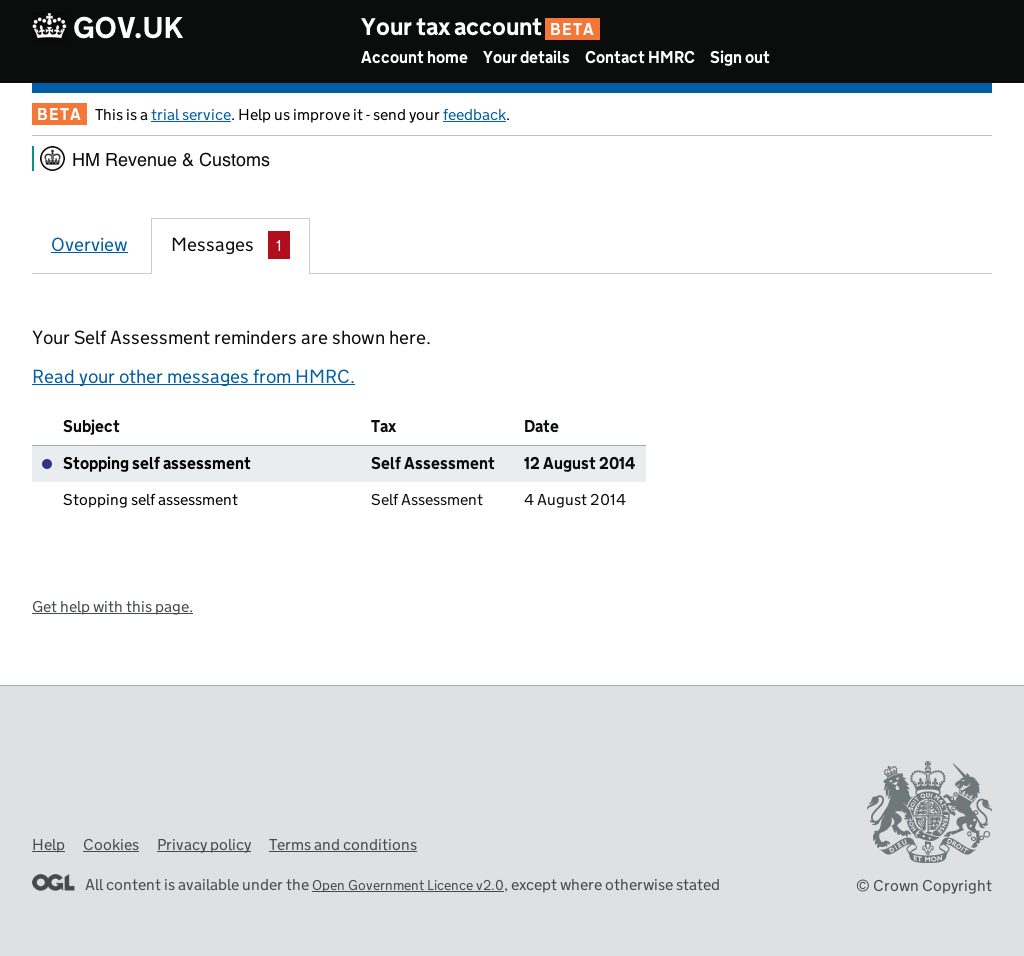 GOV.UK
Your tax account BETA
Account home Your details Contact HMRC Sign out
BETA This is a trial service. Help us improve it - send your feedback.
HM Revenue & Customs
Overview Messages 1
Your Self Assessment reminders are shown here.
Read your other messages from HMRC.
Subject Tax Date
Stopping self assessment Self Assessment 12 August 2014
Stopping self assessment Self Assessment 4 August 2014
Get help with this page.
Help Cookies Privacy policy Terms and conditions
OGL All content is available under the Open Government Licence v2.0, except where otherwise stated
DIEU ET MON DROIT
© Crown Copyright